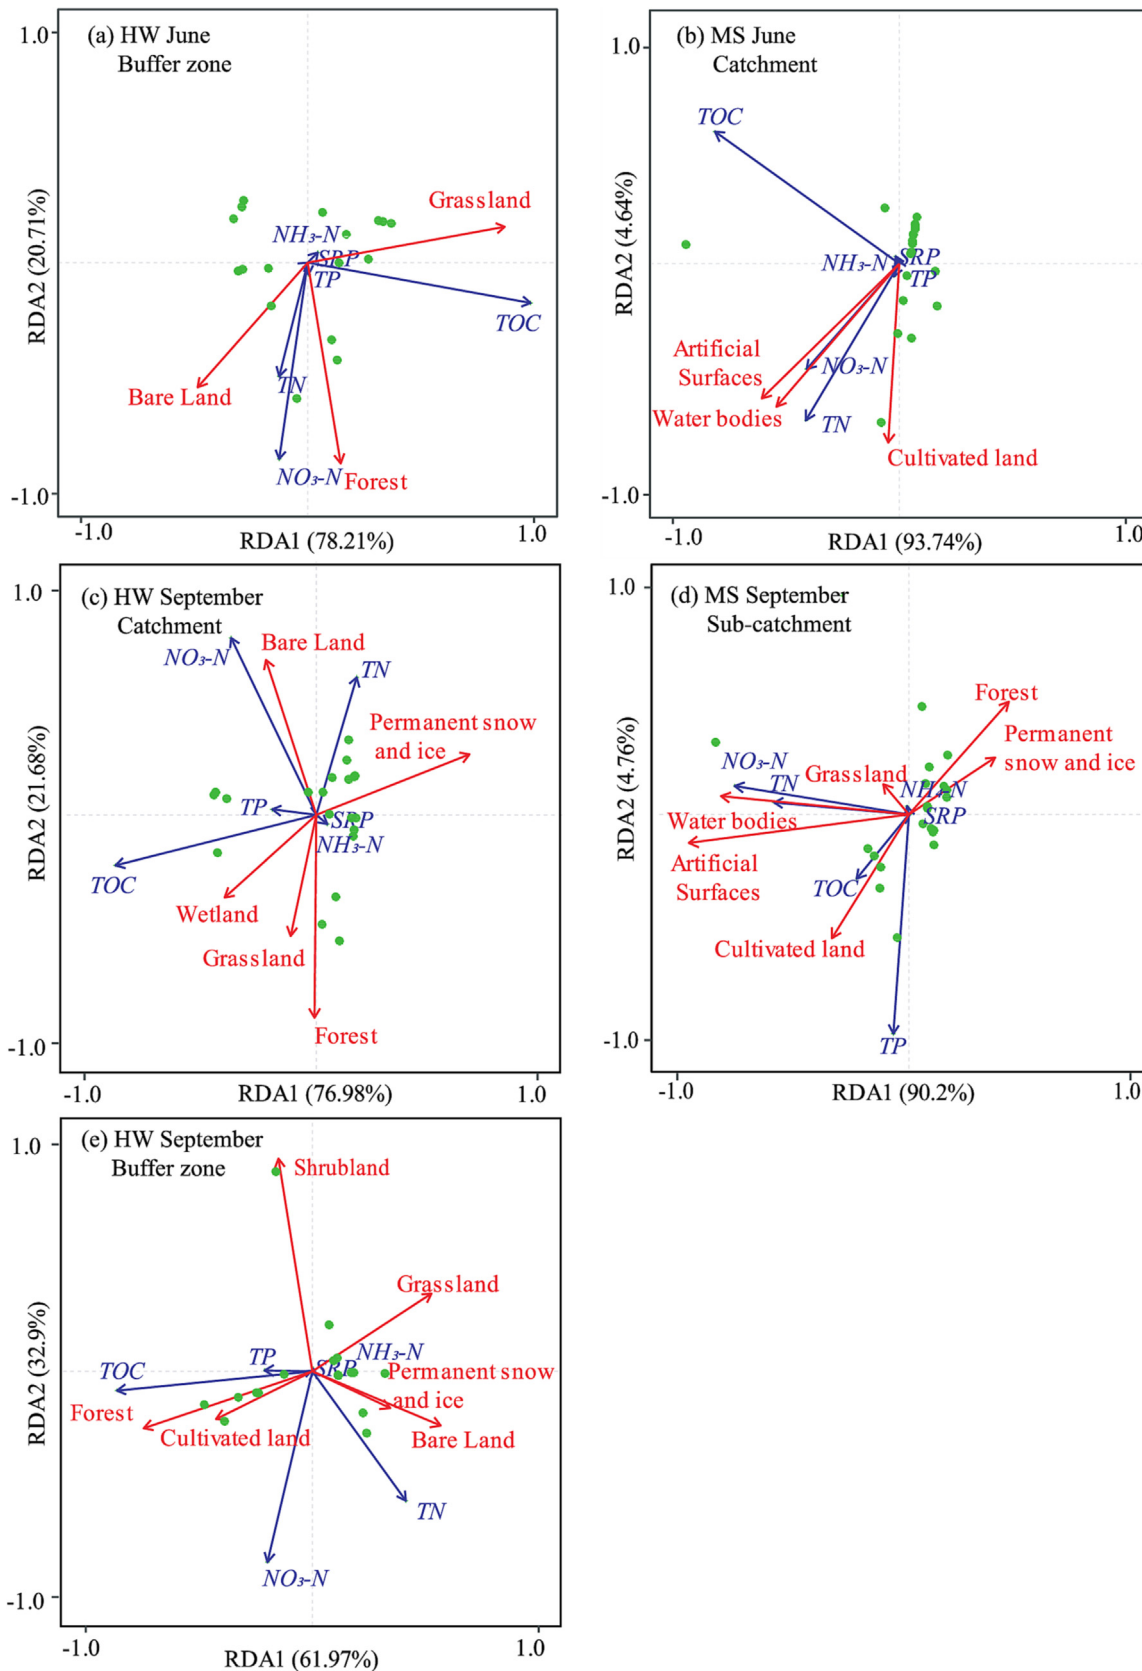 (a) HW June
Buffer zone
1.0
Grassland
NH₃-N
SRP
TP
TOC
Bare Land
TN
NO₃-N
Forest
-1.0
-1.0
1.0
RDA1 (78.21%)
RDA2 (20.71%)
(b) MS June
Catchment
1.0
TOC
SRP
NH₃-N
TP
Artificial
Surfaces
NO₃-N
Water bodies
TN
Cultivated land
-1.0
-1.0
1.0
RDA1 (93.74%)
RDA2 (4.64%)
(c) HW September
Catchment
1.0
Bare Land
NO₃-N
TN
Permanent snow
and ice
TP
SRP
NH₃-N
TOC
Wetland
Grassland
Forest
-1.0
-1.0
1.0
RDA1 (76.98%)
RDA2 (21.68%)
(d) MS September
Sub-catchment
1.0
Forest
Permanent
snow and ice
NO₃-N
Grassland
TN
NH₄-N
SRP
Water bodies
Artificial
Surfaces
TOC
Cultivated land
TP
-1.0
-1.0
1.0
RDA1 (90.2%)
RDA2 (4.76%)
(e) HW September
Buffer zone
1.0
Shrubland
Grassland
NH₃-N
TP
SRP
TOC
Permanent snow
and ice
Forest
Cultivated land
Bare Land
TN
NO₃-N
-1.0
-1.0
1.0
RDA1 (61.97%)
RDA2 (32.9%)